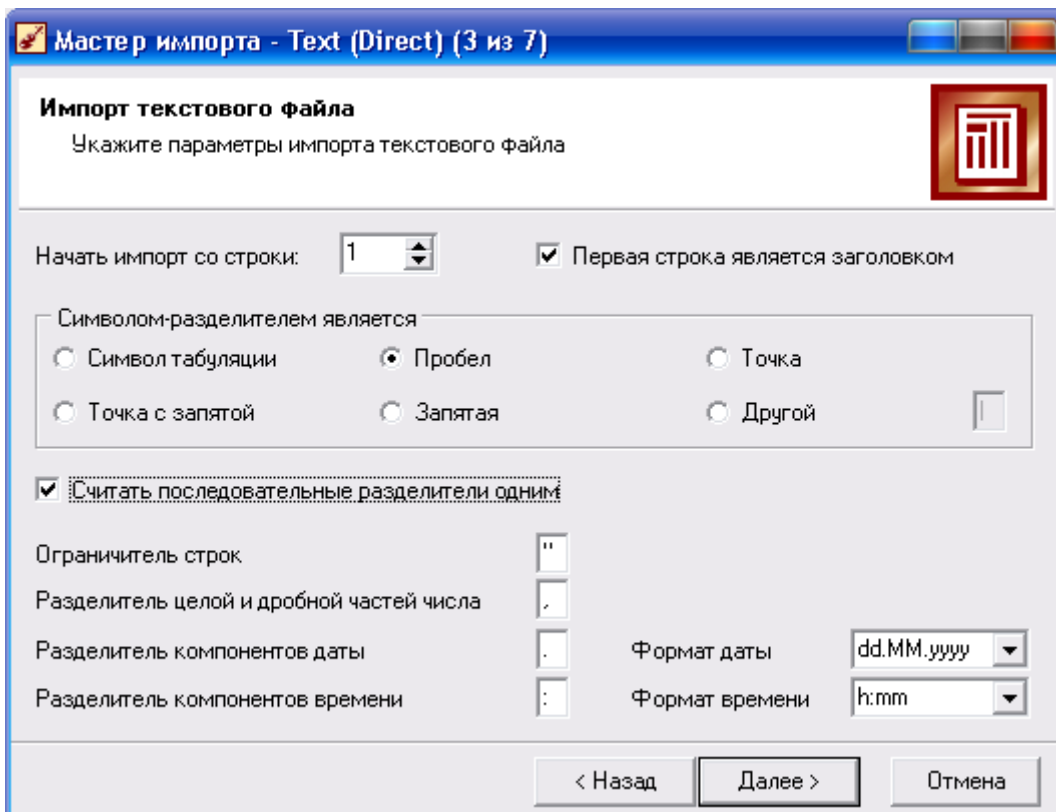 Мастер импорта - Text (Direct) (3 из 7)
Импорт текстового файла
Укажите параметры импорта текстового файла
Начать импорт со строки: 1 Первая строка является заголовком
Символом-разделителем является
Символ табуляции Пробел Точка
Точка с запятой Запятая Другой |
Считать последовательные разделители одним
Ограничитель строк "
Разделитель целой и дробной частей числа ,
Разделитель компонентов даты . Формат даты dd.MM.yyyy
Разделитель компонентов времени : Формат времени h:mm
< Назад Далее > Отмена